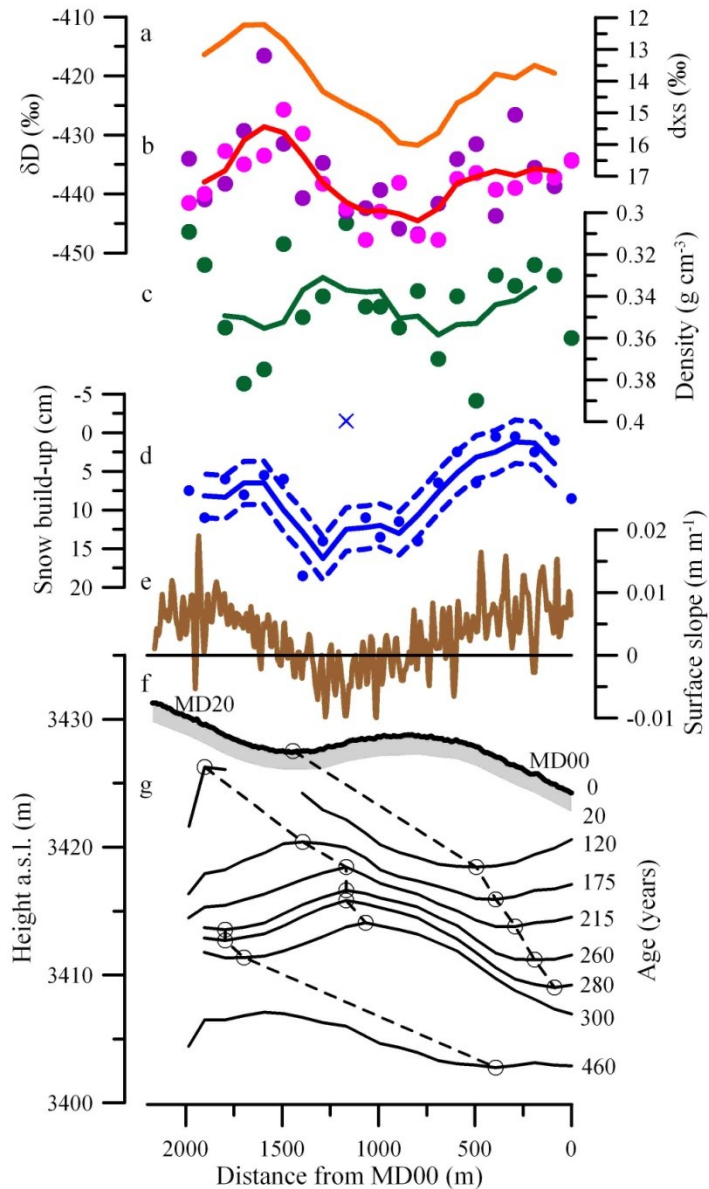 -410
-420
-430
-440
-450
δD (‰)
a
b
12
13
14
15
16
17
dxs (‰)
c
0.3
0.32
0.34
0.36
0.38
0.4
Density (g cm⁻³)
-5
0
5
10
15
20
Snow build-up (cm)
d
e
0.02
0.01
0
-0.01
Surface slope (m m⁻¹)
f
MD20
MD00
g
3430
3420
3410
3400
Height a.s.l. (m)
0
20
120
175
215
260
280
300
460
Age (years)
2000
1500
1000
500
0
Distance from MD00 (m)